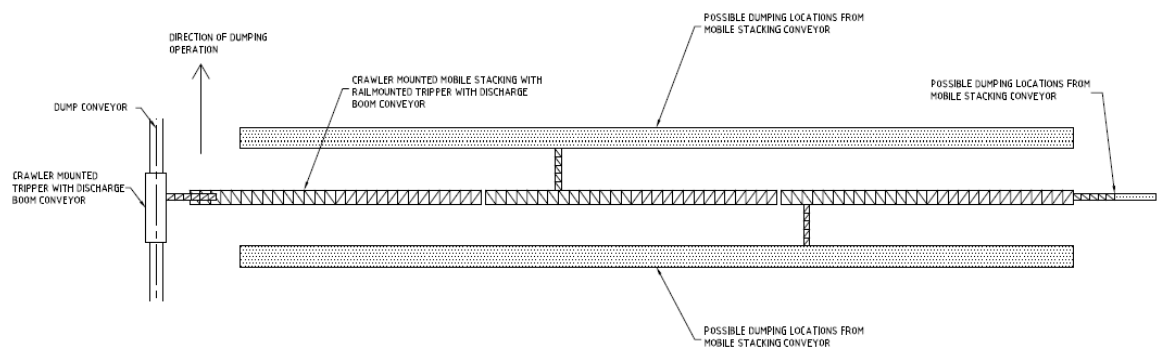 POSSIBLE DUMPING LOCATIONS FROM
MOBILE STACKING CONVEYOR
DIRECTION OF DUMPING
OPERATION
CRAWLER MOUNTED MOBILE STACKING WITH
RAILMOUNTED TRIPPER WITH DISCHARGE
BOOM CONVEYOR
POSSIBLE DUMPING LOCATIONS FROM
MOBILE STACKING CONVEYOR
DUMP CONVEYOR
CRAWLER MOUNTED
TRIPPER WITH DISCHARGE
BOOM CONVEYOR
POSSIBLE DUMPING LOCATIONS FROM
MOBILE STACKING CONVEYOR